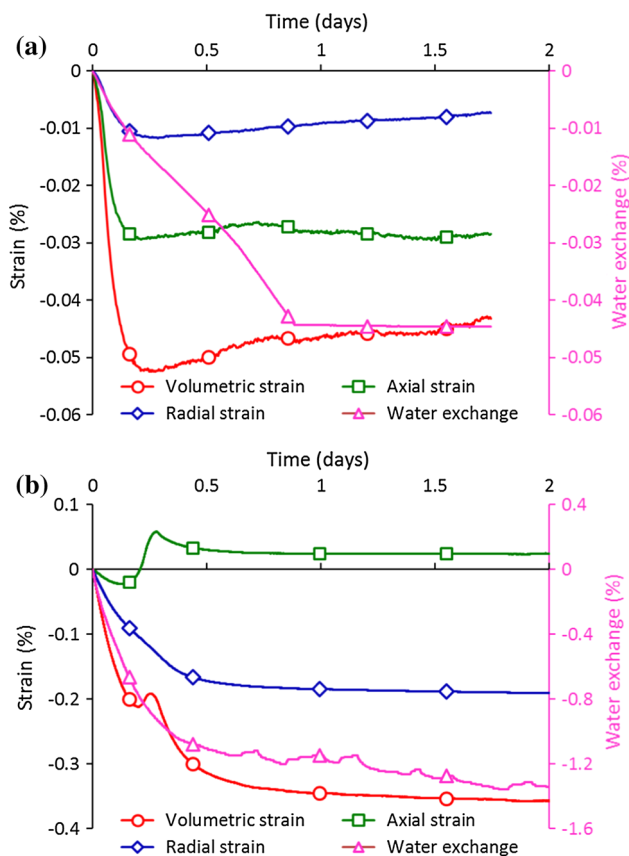 Time (days)
(a)
0 0.5 1 1.5 2
0
-0.01
-0.02
-0.03
-0.04
-0.05
-0.06
Strain (%)
0
-0.01
-0.02
-0.03
-0.04
-0.05
-0.06
Water exchange (%)
Volumetric strain Axial strain
Radial strain Water exchange
Time (days)
(b)
0 0.5 1 1.5 2
0.1
0
-0.1
-0.2
-0.3
-0.4
Strain (%)
0.4
0
-0.4
-0.8
-1.2
-1.6
Water exchange (%)
Volumetric strain Axial strain
Radial strain Water exchange